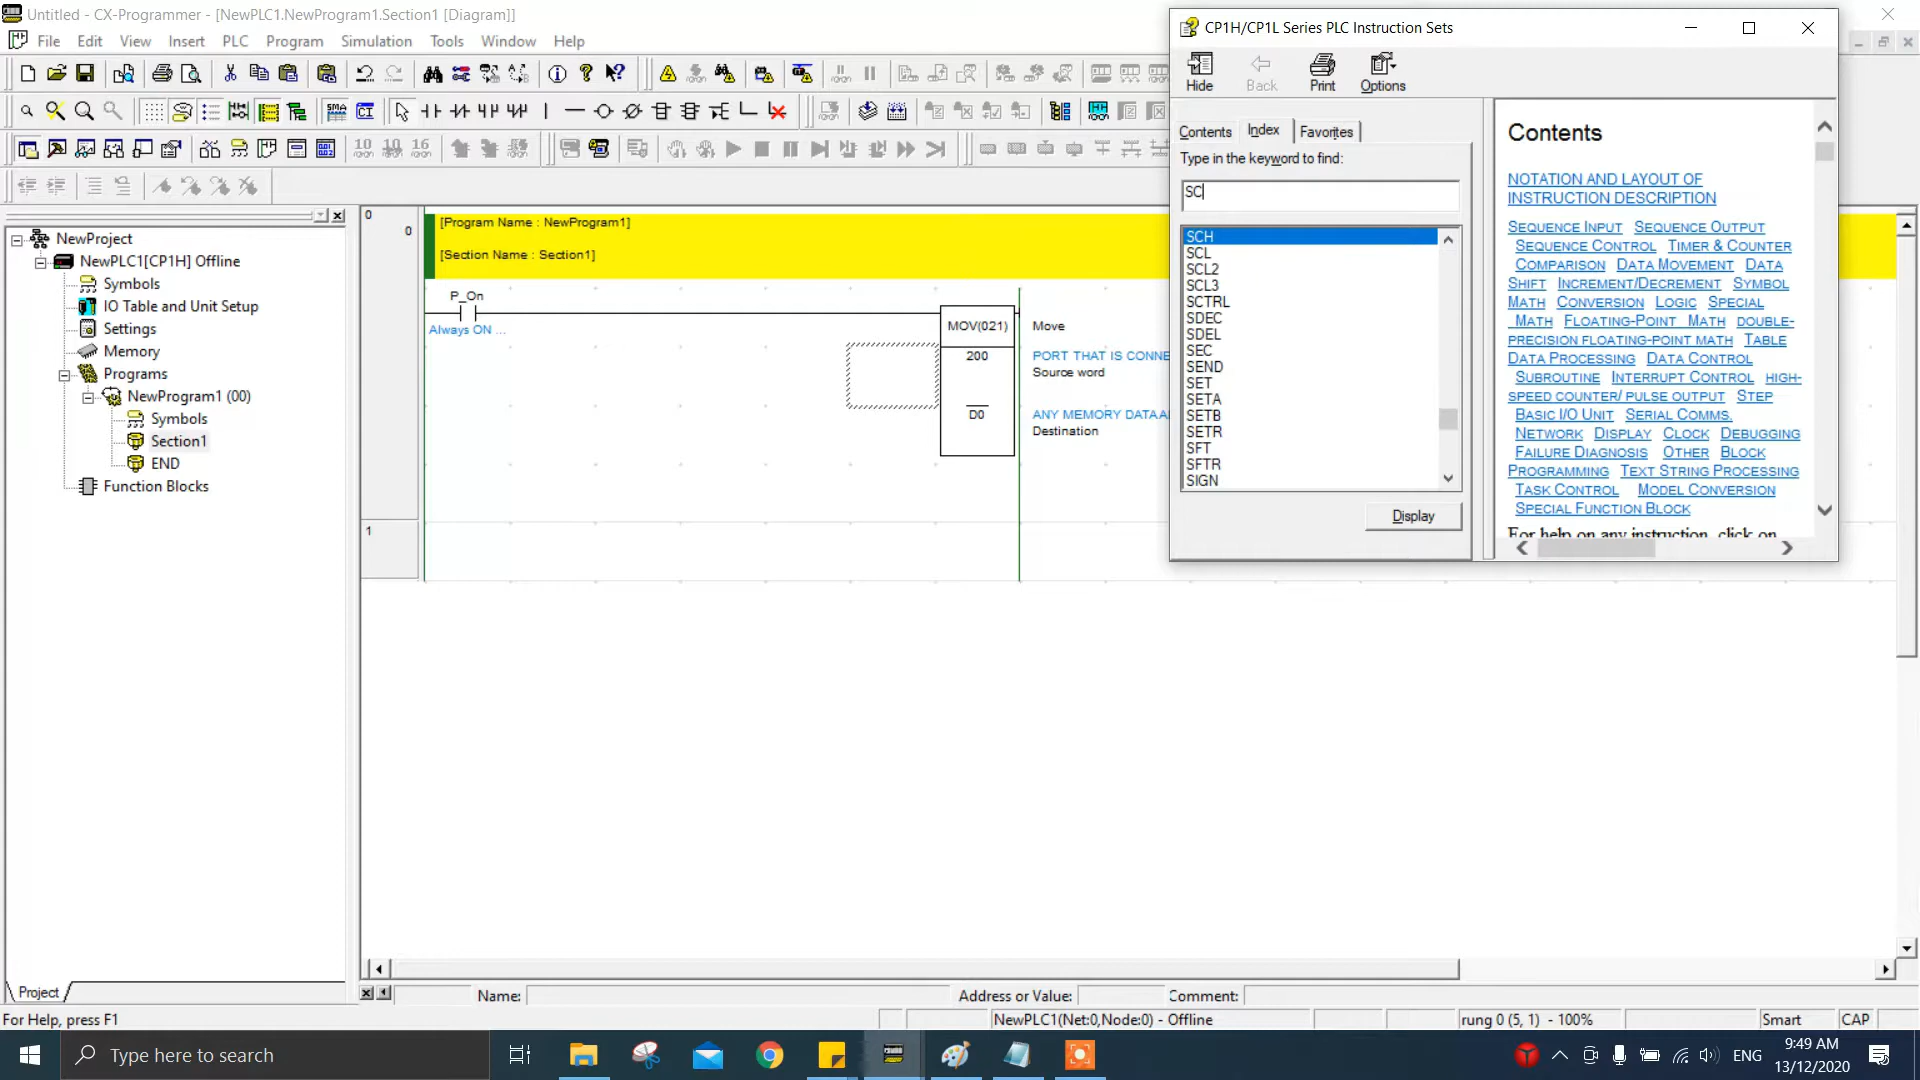 Untitled - CX-Programmer - [NewPLC1.NewProgram1.Section1 [Diagram]]
File Edit View Insert PLC Program Simulation Tools Window Help
SMA CI
10 10 16
NewProject
NewPLC1[CP1H] Offline
Symbols
IO Table and Unit Setup
Settings
Memory
Programs
NewProgram1 (00)
Symbols
Section1
END
Function Blocks
Project
0
0
[Program Name : NewProgram1]
[Section Name : Section1]
P_On
Always ON ...
MOV(021)
Move
200
PORT THAT IS CONNE
Source word
D0
ANY MEMORY DATAA
Destination
1
CP1H/CP1L Series PLC Instruction Sets
Hide Back Print Options
Contents Index Favorites
Type in the keyword to find:
SC
SCH
SCL
SCL2
SCL3
SCTRL
SDEC
SDEL
SEC
SEND
SET
SETA
SETB
SETR
SFT
SFTR
SIGN
Display
Contents
NOTATION AND LAYOUT OF
INSTRUCTION DESCRIPTION
SEQUENCE INPUT SEQUENCE OUTPUT
SEQUENCE CONTROL TIMER & COUNTER
COMPARISON DATA MOVEMENT DATA
SHIFT INCREMENT/DECREMENT SYMBOL
MATH CONVERSION LOGIC SPECIAL
MATH FLOATING-POINT MATH DOUBLE-
PRECISION FLOATING-POINT MATH TABLE
DATA PROCESSING DATA CONTROL
SUBROUTINE INTERRUPT CONTROL HIGH-
SPEED COUNTER/ PULSE OUTPUT STEP
BASIC I/O UNIT SERIAL COMMS.
NETWORK DISPLAY CLOCK DEBUGGING
FAILURE DIAGNOSIS OTHER BLOCK
PROGRAMMING TEXT STRING PROCESSING
TASK CONTROL MODEL CONVERSION
SPECIAL FUNCTION BLOCK
For help on any instruction, click on
Name: Address or Value: Comment:
For Help, press F1
NewPLC1(Net:0,Node:0) - Offline
rung 0 (5, 1) - 100%
Smart
CAP
Type here to search
ENG
9:49 AM
13/12/2020